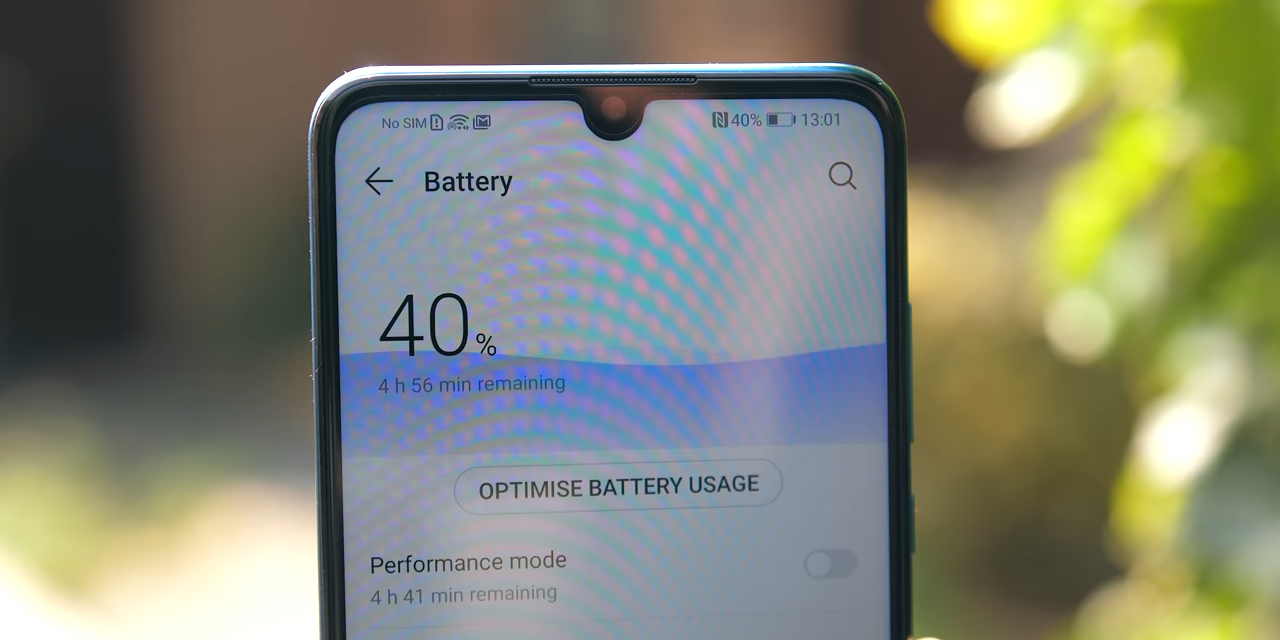 No SIM 40% 13:01
Battery
40%
4 h 56 min remaining
OPTIMISE BATTERY USAGE
Performance mode
4 h 41 min remaining